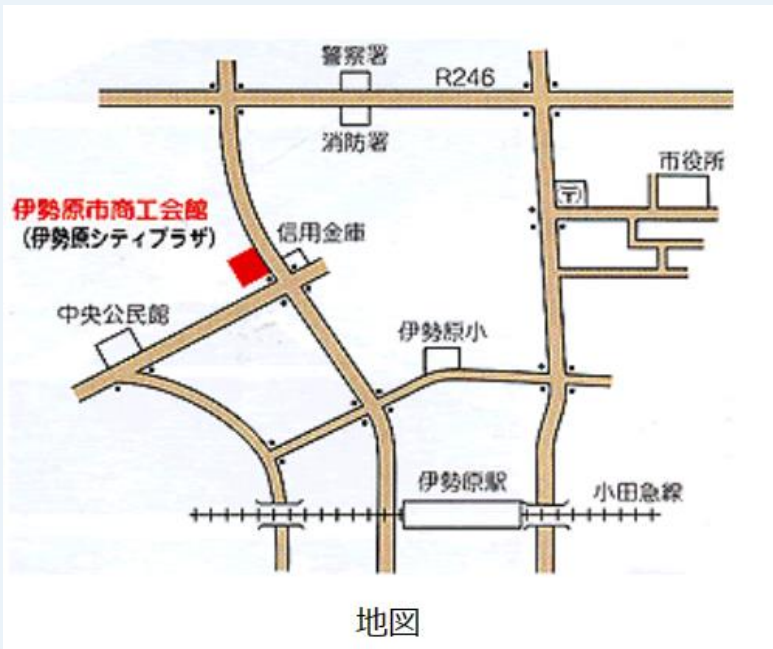 警察署
R246
消防署
市役所
〒
伊勢原市商工会館
(伊勢原シティプラザ)
信用金庫
中央公民館
伊勢原小
伊勢原駅
小田急線
地図